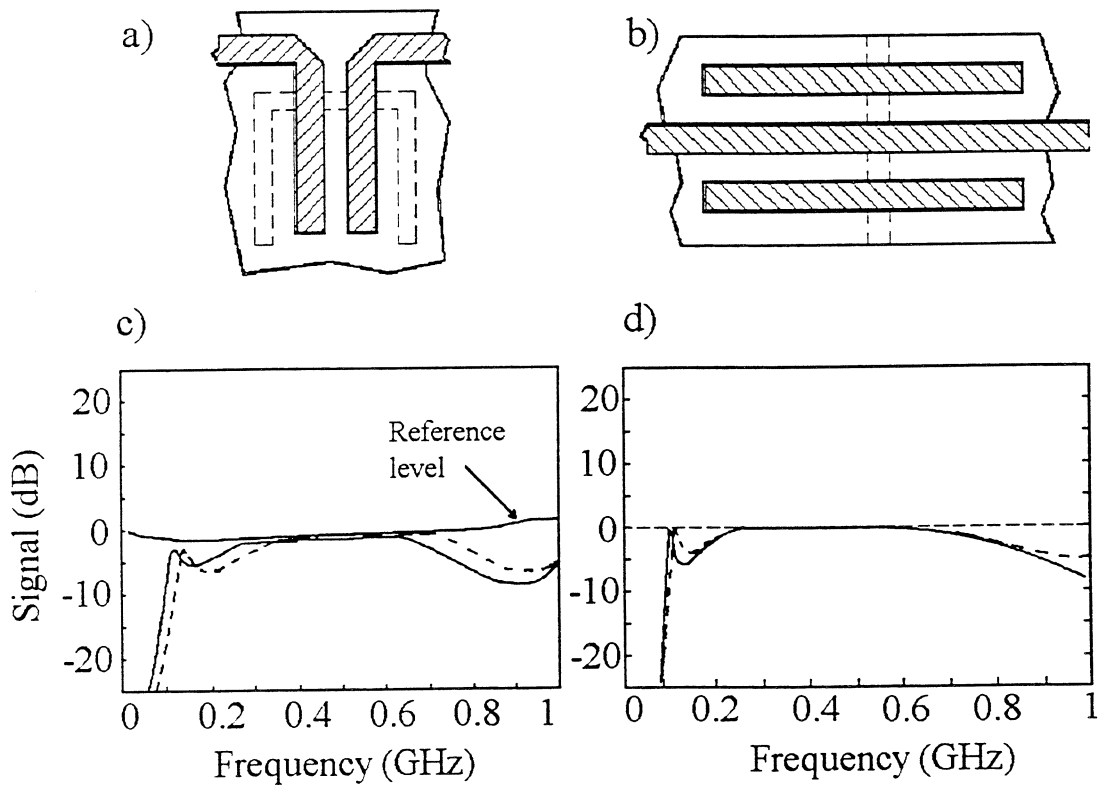 a)
b)
c)
d)
20
10
0
-10
-20
Signal (dB)
Reference
level
0 0.2 0.4 0.6 0.8 1
Frequency (GHz)
20
10
0
-10
-20
0 0.2 0.4 0.6 0.8 1
Frequency (GHz)